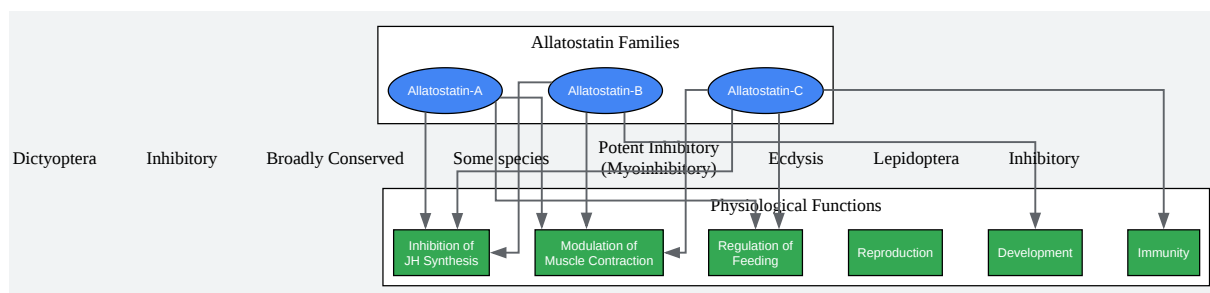 Allatostatin Families
Allatostatin-A
Allatostatin-B
Allatostatin-C
Dictyoptera
Inhibitory
Broadly Conserved
Some species
Potent Inhibitory
(Myoinhibitory)
Ecdysis
Lepidoptera
Inhibitory
Physiological Functions
Inhibition of
JH Synthesis
Modulation of
Muscle Contraction
Regulation of
Feeding
Reproduction
Development
Immunity